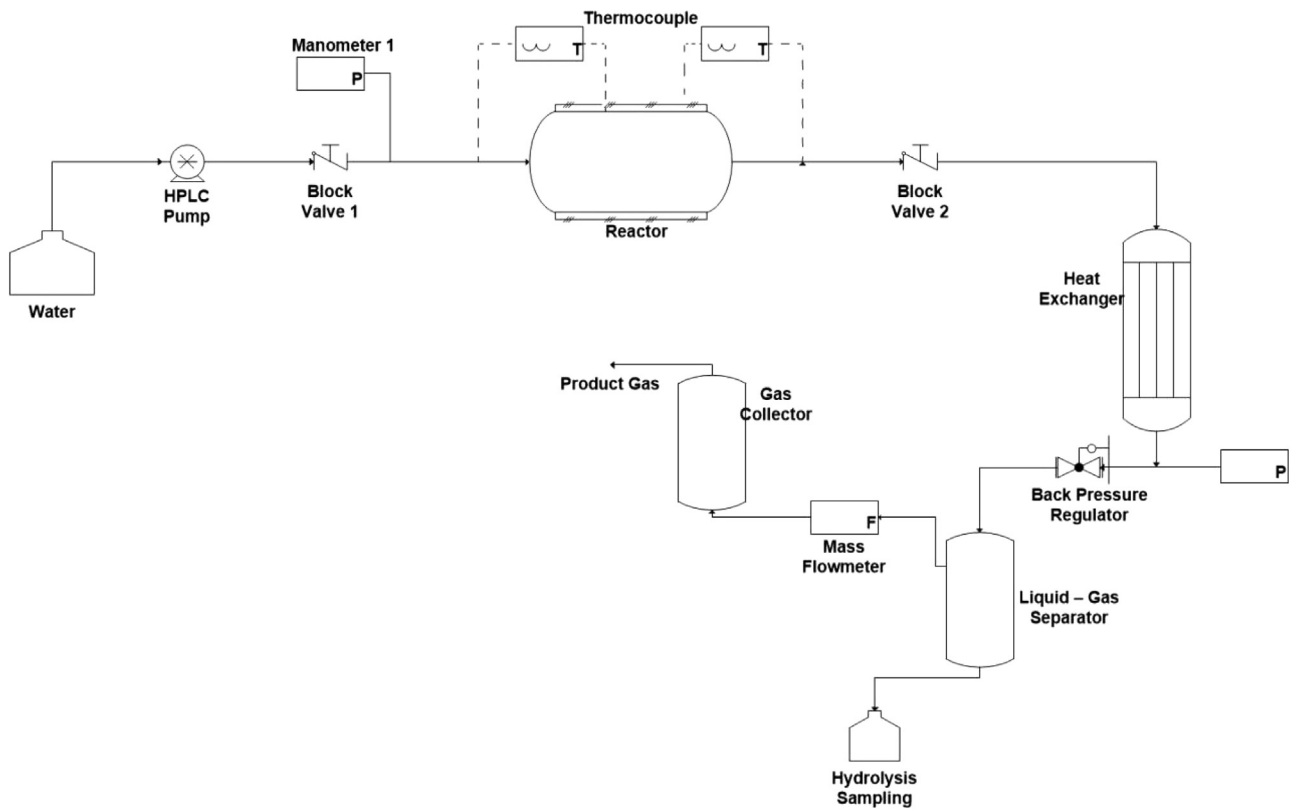 Thermocouple
Manometer 1
P
T
T
HPLC
Pump
Block
Valve 1
Reactor
Block
Valve 2
Water
Heat
Exchanger
Product Gas
Gas
Collector
P
Back Pressure
Regulator
F
Mass
Flowmeter
Liquid – Gas
Separator
Hydrolysis
Sampling